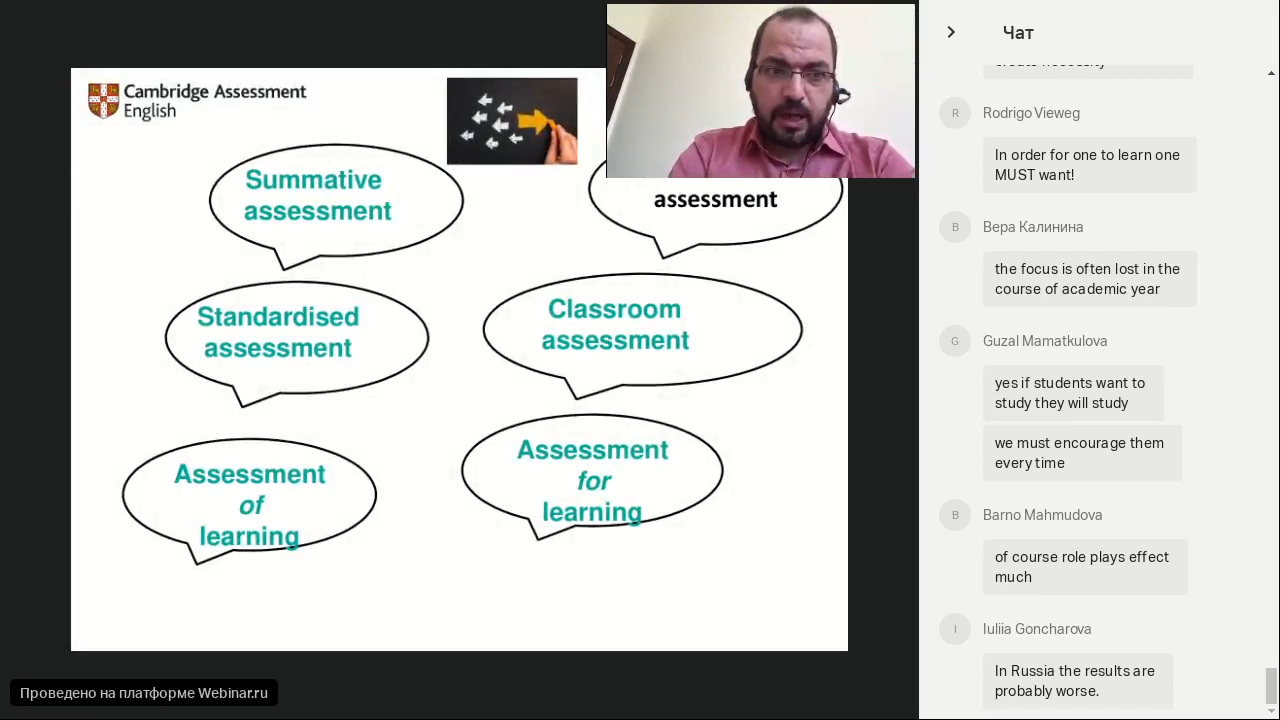 Cambridge Assessment
English
Summative
assessment
assessment
Standardised
assessment
Classroom
assessment
Assessment
of
learning
Assessment
for
learning
Проведено на платформе Webinar.ru
Чат
R
Rodrigo Vieweg
In order for one to learn one
MUST want!
В
Вера Калинина
the focus is often lost in the
course of academic year
G
Guzal Mamatkulova
yes if students want to
study they will study
we must encourage them
every time
B
Barno Mahmudova
of course role plays effect
much
I
Iuliia Goncharova
In Russia the results are
probably worse.